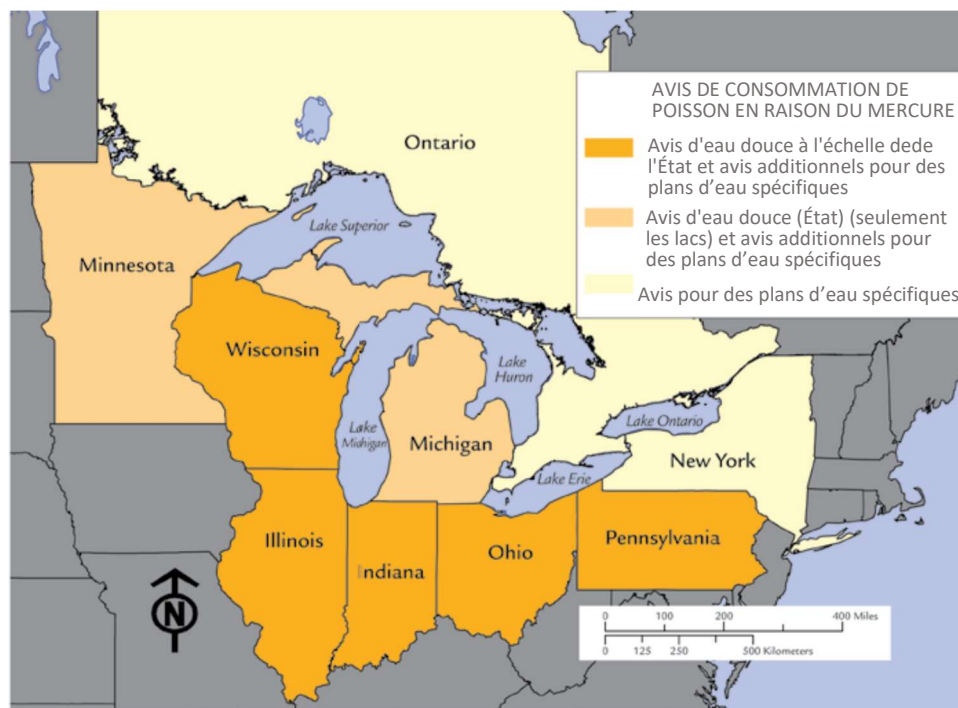 AVIS DE CONSOMMATION DE
POISSON EN RAISON DU MERCURE
Avis d'eau douce à l'échelle dede
l'État et avis additionnels pour des
plans d’eau spécifiques
Avis d'eau douce (État) (seulement
les lacs) et avis additionnels pour
des plans d’eau spécifiques
Avis pour des plans d’eau spécifiques
Ontario
Lake Superior
Minnesota
Wisconsin
Lake
Huron
Lake
Michigan
Michigan
Lake Ontario
New York
Lake Erie
Illinois
Indiana
Ohio
Pennsylvania
N
0 100 200 400 Miles
0 125 250 500 Kilometers